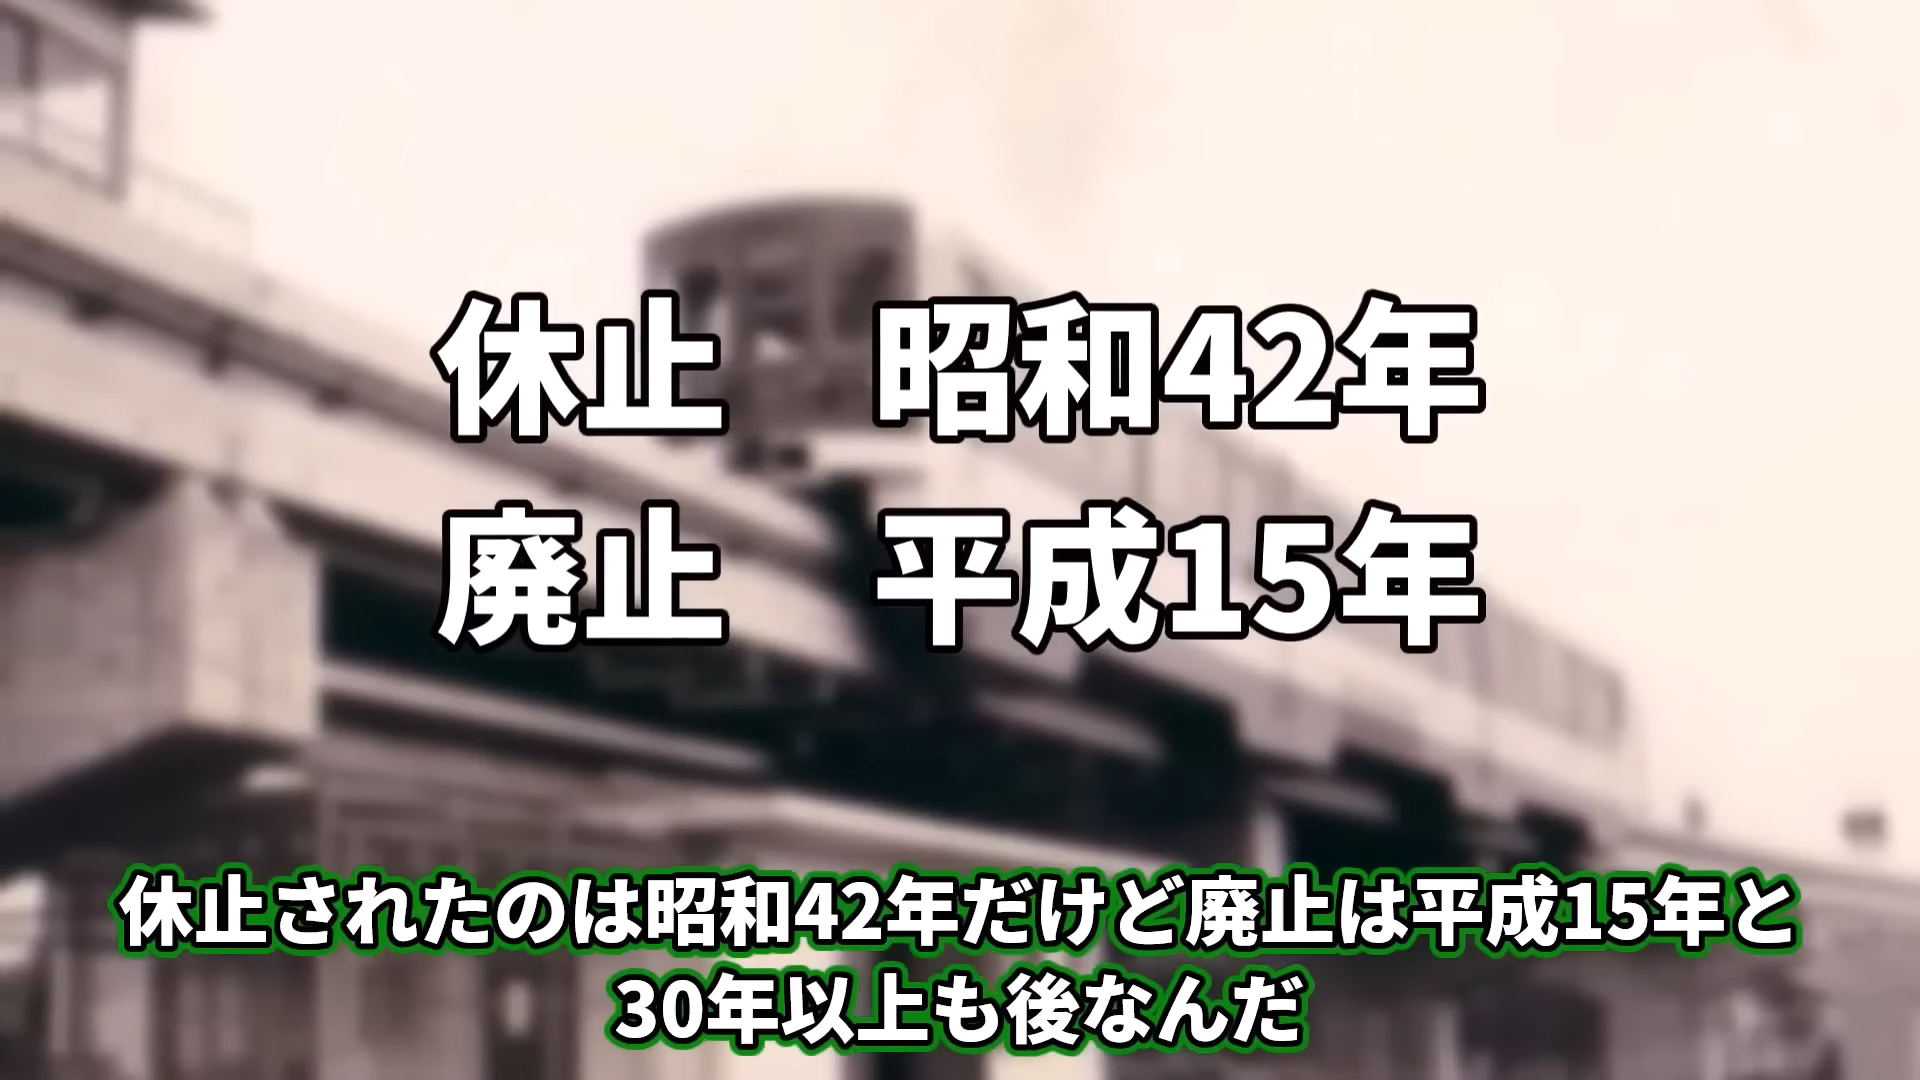 休止　昭和42年
廃止　平成15年
休止されたのは昭和42年だけど廃止は平成15年と
30年以上も後なんだ